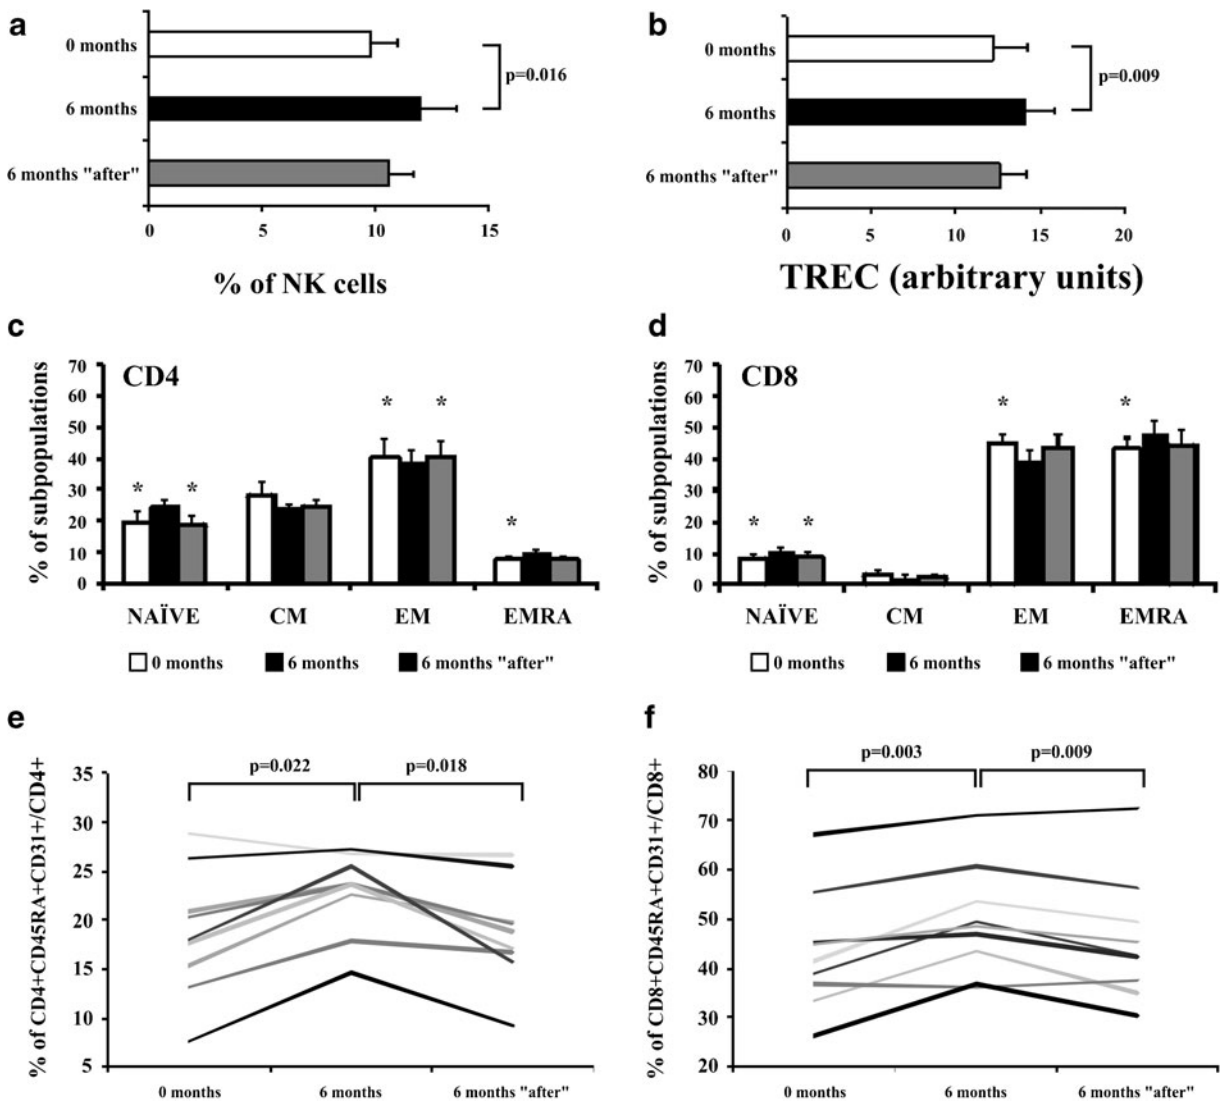 a
0 months
6 months
6 months "after"
p=0.016
0 5 10 15
% of NK cells
b
0 months
6 months
6 months "after"
p=0.009
0 5 10 15 20
TREC (arbitrary units)
c
% of subpopulations
70
60
50
40
30
20
10
0
CD4
* * * * *
NAÏVE CM EM EMRA
0 months 6 months 6 months "after"
d
% of subpopulations
70
60
50
40
30
20
10
0
CD8
* * * *
NAÏVE CM EM EMRA
0 months 6 months 6 months "after"
e
% of CD4+CD45RA+CD31+/CD4+
35
30
25
20
15
10
5
p=0.022 p=0.018
0 months 6 months 6 months "after"
f
% of CD8+CD45RA+CD31+/CD8+
80
70
60
50
40
30
20
p=0.003 p=0.009
0 months 6 months 6 months "after"